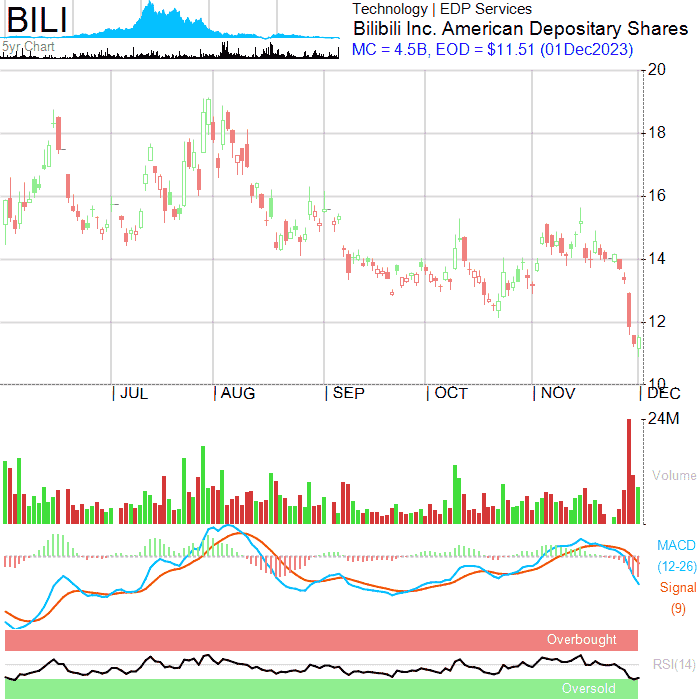 BILI
5yr Chart
Technology | EDP Services
Bilibili Inc. American Depositary Shares
MC = 4.5B, EOD = $11.51 (01Dec2023)
20
18
16
14
12
10
| JUL | AUG | SEP | OCT | NOV | DEC
24M
Volume
MACD
(12-26)
Signal
(9)
Overbought
RSI(14)
Oversold